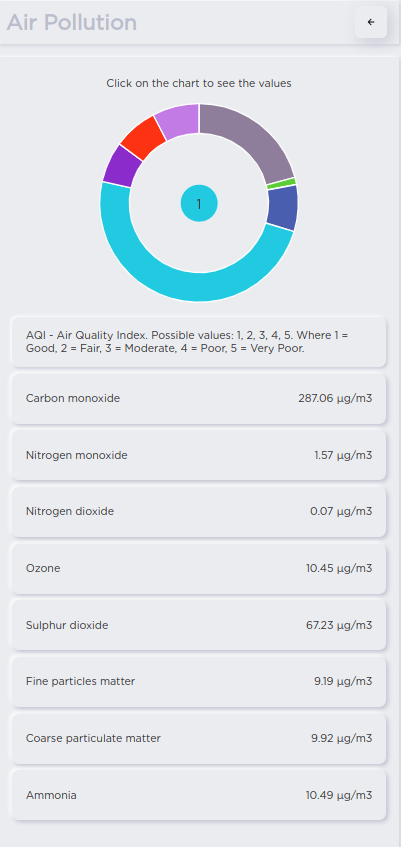 Air Pollution
Click on the chart to see the values
1
AQI - Air Quality Index. Possible values: 1, 2, 3, 4, 5. Where 1 =
Good, 2 = Fair, 3 = Moderate, 4 = Poor, 5 = Very Poor.
Carbon monoxide 287.06 µg/m3
Nitrogen monoxide 1.57 µg/m3
Nitrogen dioxide 0.07 µg/m3
Ozone 10.45 µg/m3
Sulphur dioxide 67.23 µg/m3
Fine particles matter 9.19 µg/m3
Coarse particulate matter 9.92 µg/m3
Ammonia 10.49 µg/m3